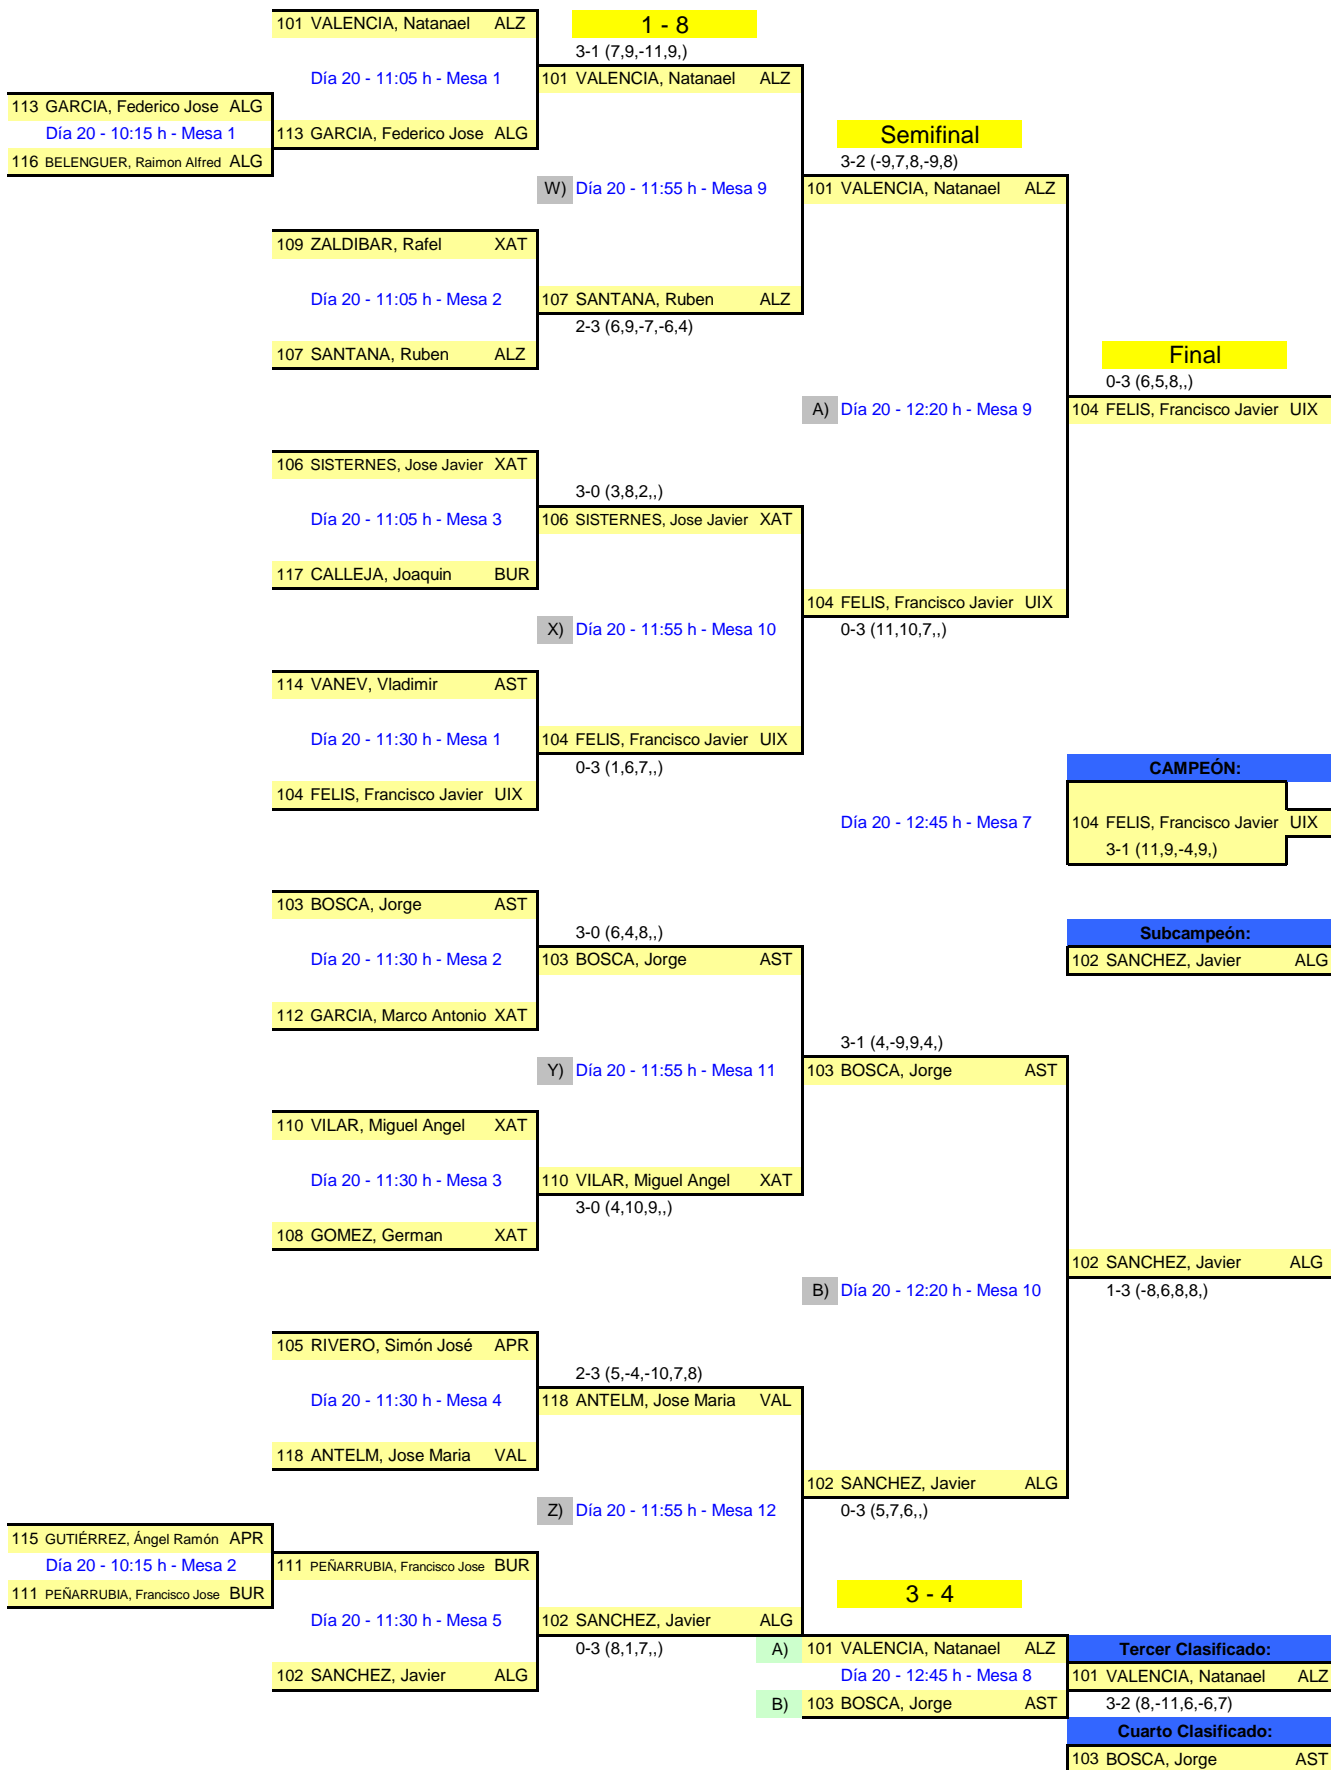 101 VALENCIA, Natanael ALZ
1 - 8
3-1 (7,9,-11,9,)
Día 20 - 11:05 h - Mesa 1
101 VALENCIA, Natanael ALZ
113 GARCIA, Federico Jose ALG
Día 20 - 10:15 h - Mesa 1
113 GARCIA, Federico Jose ALG
Semifinal
116 BELENGUER, Raimon Alfred ALG
3-2 (-9,7,8,-9,8)
W) Día 20 - 11:55 h - Mesa 9
101 VALENCIA, Natanael ALZ
109 ZALDIBAR, Rafel XAT
Día 20 - 11:05 h - Mesa 2
107 SANTANA, Ruben ALZ
2-3 (6,9,-7,-6,4)
107 SANTANA, Ruben ALZ
Final
0-3 (6,5,8,,)
A) Día 20 - 12:20 h - Mesa 9
104 FELIS, Francisco Javier UIX
106 SISTERNES, Jose Javier XAT
3-0 (3,8,2,,)
Día 20 - 11:05 h - Mesa 3
106 SISTERNES, Jose Javier XAT
117 CALLEJA, Joaquin BUR
104 FELIS, Francisco Javier UIX
X) Día 20 - 11:55 h - Mesa 10
0-3 (11,10,7,,)
114 VANEV, Vladimir AST
Día 20 - 11:30 h - Mesa 1
104 FELIS, Francisco Javier UIX
0-3 (1,6,7,,)
CAMPEÓN:
104 FELIS, Francisco Javier UIX
Día 20 - 12:45 h - Mesa 7
104 FELIS, Francisco Javier UIX
3-1 (11,9,-4,9,)
103 BOSCA, Jorge AST
3-0 (6,4,8,,)
Subcampeón:
Día 20 - 11:30 h - Mesa 2
103 BOSCA, Jorge AST
102 SANCHEZ, Javier ALG
112 GARCIA, Marco Antonio XAT
3-1 (4,-9,9,4,)
Y) Día 20 - 11:55 h - Mesa 11
103 BOSCA, Jorge AST
110 VILAR, Miguel Angel XAT
Día 20 - 11:30 h - Mesa 3
110 VILAR, Miguel Angel XAT
3-0 (4,10,9,,)
108 GOMEZ, German XAT
102 SANCHEZ, Javier ALG
B) Día 20 - 12:20 h - Mesa 10
1-3 (-8,6,8,8,)
105 RIVERO, Simón José APR
2-3 (5,-4,-10,7,8)
Día 20 - 11:30 h - Mesa 4
118 ANTELM, Jose Maria VAL
118 ANTELM, Jose Maria VAL
102 SANCHEZ, Javier ALG
Z) Día 20 - 11:55 h - Mesa 12
0-3 (5,7,6,,)
115 GUTIÉRREZ, Ángel Ramón APR
Día 20 - 10:15 h - Mesa 2
111 PEÑARRUBIA, Francisco Jose BUR
111 PEÑARRUBIA, Francisco Jose BUR
3 - 4
Día 20 - 11:30 h - Mesa 5
102 SANCHEZ, Javier ALG
0-3 (8,1,7,,)
A) 101 VALENCIA, Natanael ALZ
Tercer Clasificado:
102 SANCHEZ, Javier ALG
Día 20 - 12:45 h - Mesa 8
101 VALENCIA, Natanael ALZ
B) 103 BOSCA, Jorge AST
3-2 (8,-11,6,-6,7)
Cuarto Clasificado:
103 BOSCA, Jorge AST